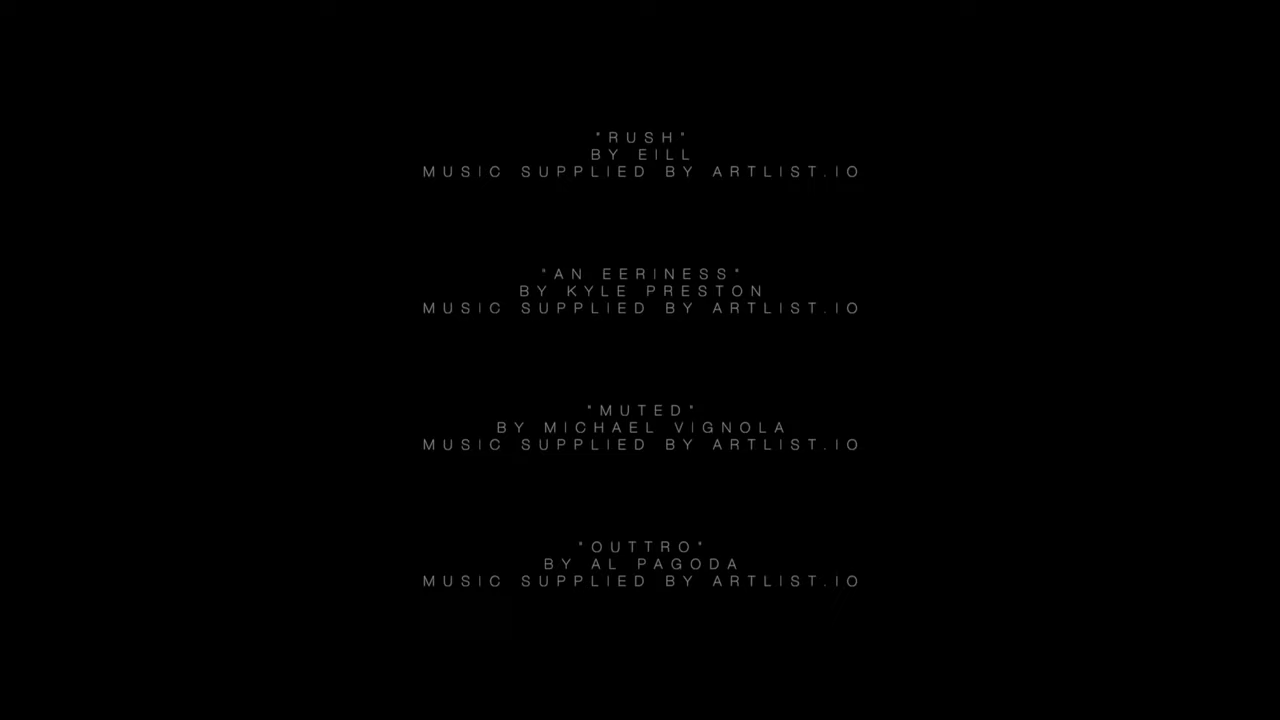 "RUSH"
BY EILL
MUSIC SUPPLIED BY ARTLIST.IO
"AN EERINESS"
BY KYLE PRESTON
MUSIC SUPPLIED BY ARTLIST.IO
"MUTED"
BY MICHAEL VIGNOLA
MUSIC SUPPLIED BY ARTLIST.IO
"OUTTRO"
BY AL PAGODA
MUSIC SUPPLIED BY ARTLIST.IO